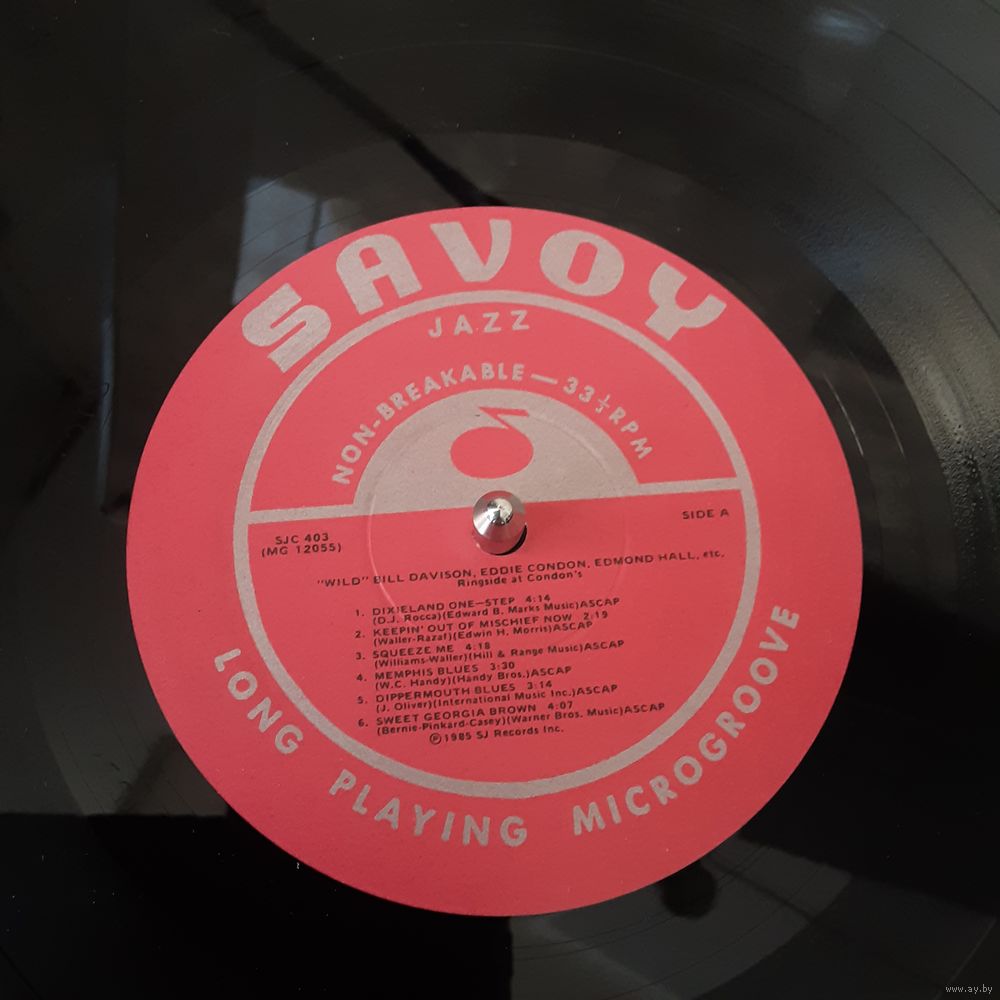 SAVOY
JAZZ
NON-BREAKABLE — 33⅓ RPM
SJC 403
(MG 12055)
SIDE A
"WILD" BILL DAVISON, EDDIE CONDON, EDMOND HALL, etc.
Ringside at Condon's
1. DIXIELAND ONE—STEP 4:14
(D.J. Rocca)(Edward B. Marks Music)ASCAP
2. KEEPIN' OUT OF MISCHIEF NOW 2:19
(Waller-Razaf)(Edwin H. Morris)ASCAP
3. SQUEEZE ME 4:18
(Williams-Waller)(Hill & Range Music)ASCAP
4. MEMPHIS BLUES 3:30
(W.C. Handy)(Handy Bros.)ASCAP
5. DIPPERMOUTH BLUES 3:14
(J. Oliver)(International Music Inc.)ASCAP
6. SWEET GEORGIA BROWN 4:07
(Bernie-Pinkard-Casey)(Warner Bros. Music)ASCAP
℗1985 SJ Records Inc.
LONG PLAYING MICROGROOVE
www.ay.by